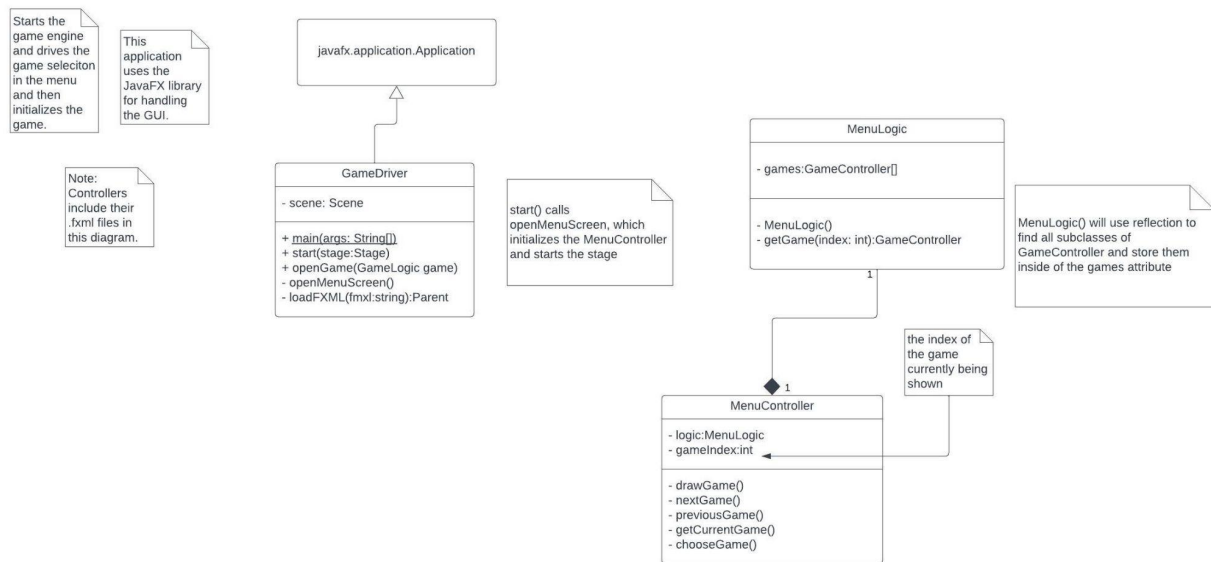 Starts the
game engine
and drives the
game seleciton
in the menu
and then
initializes the
game.
This
application
uses the
JavaFX library
for handling
the GUI.
javafx.application.Application
Note:
Controllers
include their
.fxml files in
this diagram.
GameDriver
- scene: Scene
+ main(args: String[])
+ start(stage:Stage)
+ openGame(GameLogic game)
- openMenuScreen()
- loadFXML(fmxl:string):Parent
start() calls
openMenuScreen, which
initializes the MenuController
and starts the stage
MenuLogic
- games:GameController[]
- MenuLogic()
- getGame(index: int):GameController
1
MenuLogic() will use reflection to
find all subclasses of
GameController and store them
inside of the games attribute
the index of
the game
currently being
shown
1
MenuController
- logic:MenuLogic
- gameIndex:int
- drawGame()
- nextGame()
- previousGame()
- getCurrentGame()
- chooseGame()